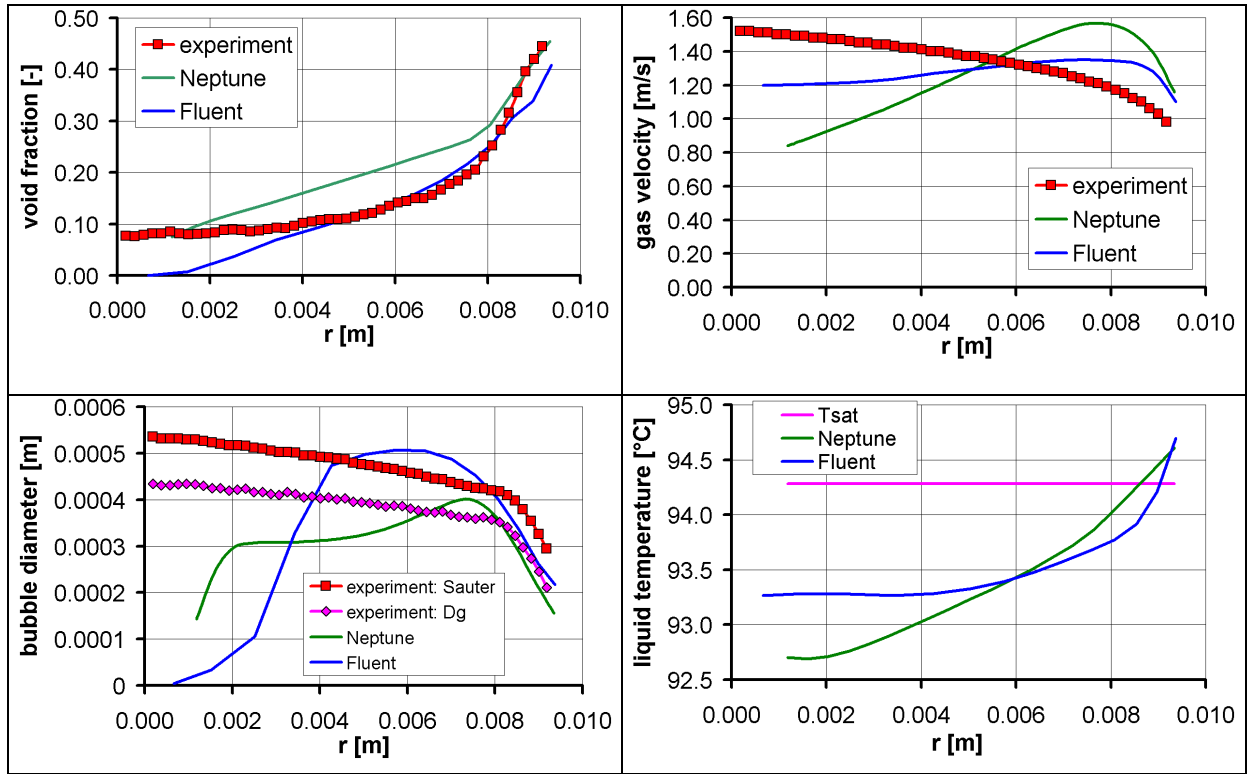 void fraction [-]
0.50
0.40
0.30
0.20
0.10
0.00
experiment
Neptune
Fluent
0.000 0.002 0.004 0.006 0.008 0.010
r [m]
gas velocity [m/s]
1.60
1.40
1.20
1.00
0.80
0.60
0.40
0.20
0.00
experiment
Neptune
Fluent
0.000 0.002 0.004 0.006 0.008 0.010
r [m]
bubble diameter [m]
0.0006
0.0005
0.0004
0.0003
0.0002
0.0001
0
experiment: Sauter
experiment: Dg
Neptune
Fluent
0.000 0.002 0.004 0.006 0.008 0.010
r [m]
liquid temperature [°C]
95.0
94.5
94.0
93.5
93.0
92.5
Tsat
Neptune
Fluent
0.000 0.002 0.004 0.006 0.008 0.010
r [m]